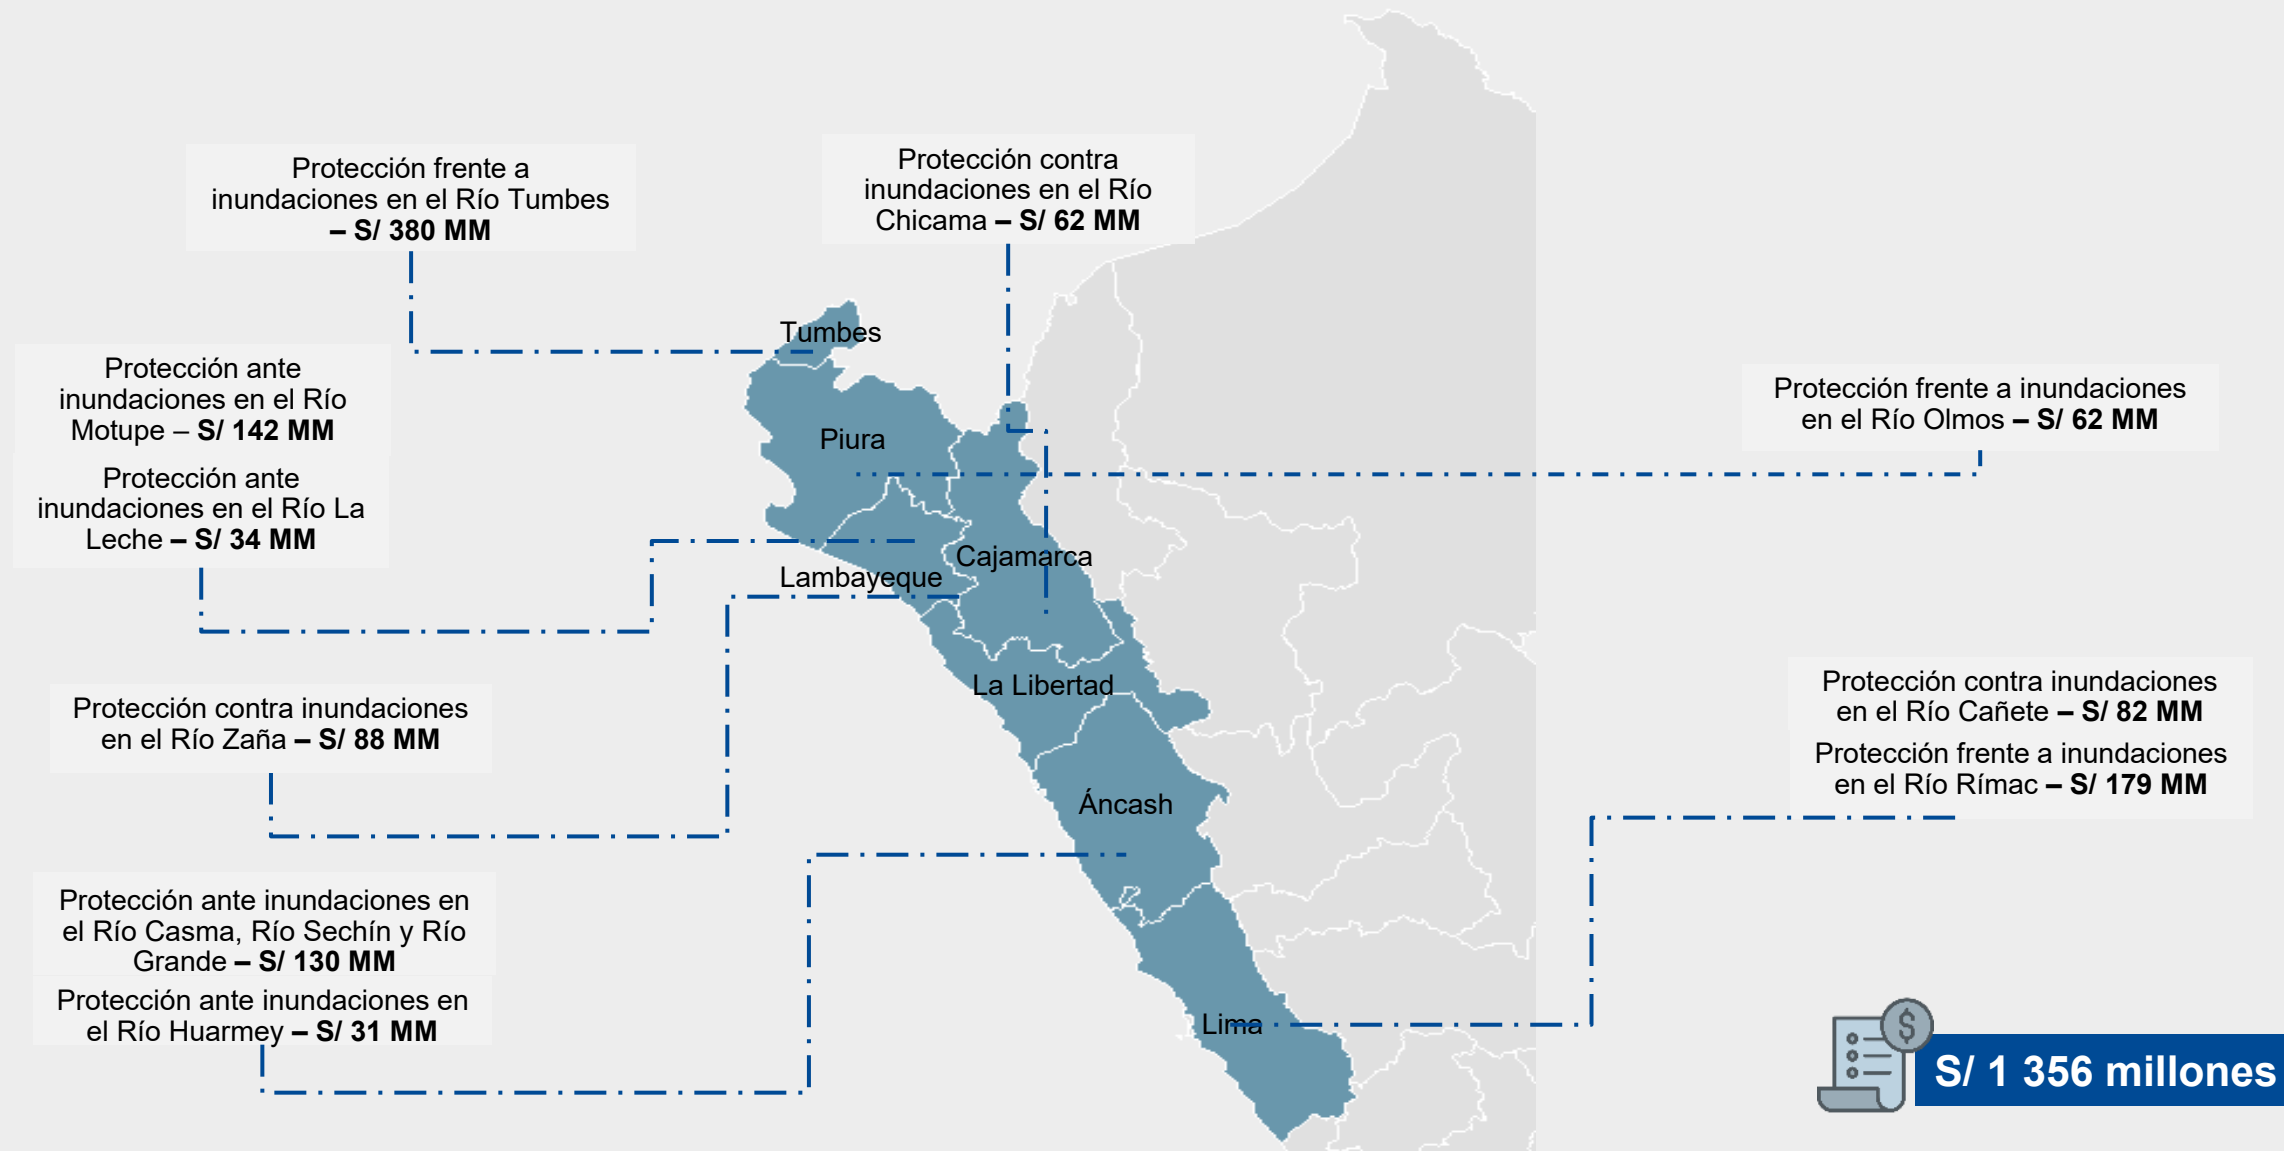 Protección frente a
inundaciones en el Río Tumbes
– S/ 380 MM
Protección contra
inundaciones en el Río
Chicama – S/ 62 MM
Protección ante
inundaciones en el Río
Motupe – S/ 142 MM
Protección ante
inundaciones en el Río La
Leche – S/ 34 MM
Protección contra inundaciones
en el Río Zaña – S/ 88 MM
Protección ante inundaciones en
el Río Casma, Río Sechín y Río
Grande – S/ 130 MM
Protección ante inundaciones en
el Río Huarmey – S/ 31 MM
Tumbes
Piura
Cajamarca
Lambayeque
La Libertad
Áncash
Lima
Protección frente a inundaciones
en el Río Olmos – S/ 62 MM
Protección contra inundaciones
en el Río Cañete – S/ 82 MM
Protección frente a inundaciones
en el Río Rímac – S/ 179 MM
$
S/ 1 356 millones